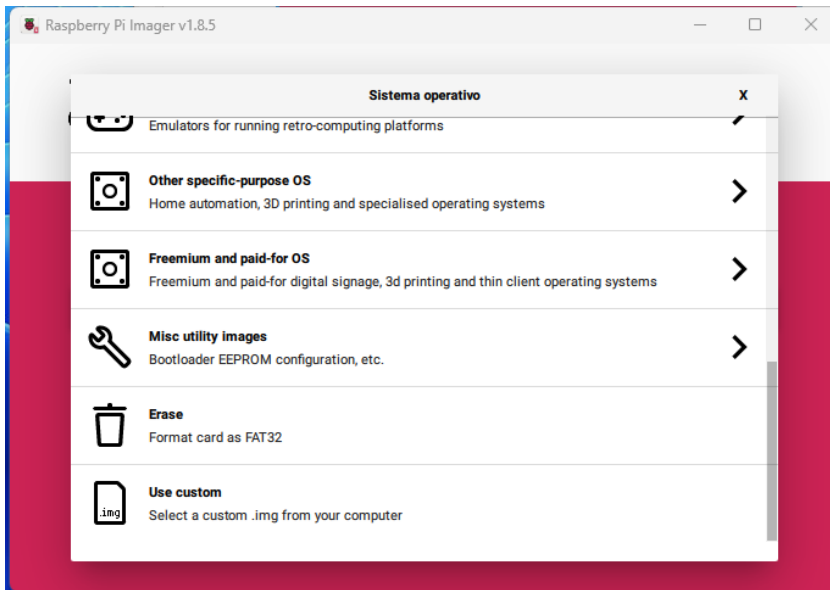 Raspberry Pi Imager v1.8.5
Sistema operativo
X
Emulators for running retro-computing platforms
Other specific-purpose OS
Home automation, 3D printing and specialised operating systems
Freemium and paid-for OS
Freemium and paid-for digital signage, 3d printing and thin client operating systems
Misc utility images
Bootloader EEPROM configuration, etc.
Erase
Format card as FAT32
Use custom
.img
Select a custom .img from your computer